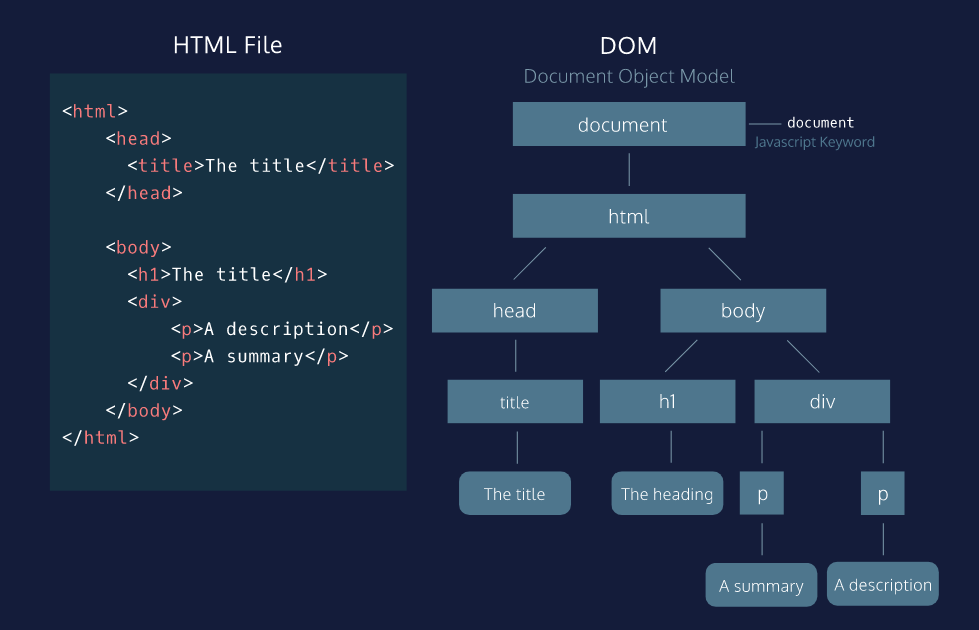 HTML File
<html>
<head>
<title>The title</title>
</head>
<body>
<h1>The title</h1>
<div>
<p>A description</p>
<p>A summary</p>
</div>
</body>
</html>
DOM
Document Object Model
document
document
Javascript Keyword
html
head
body
title
h1
div
The title
The heading
p
p
A summary
A description